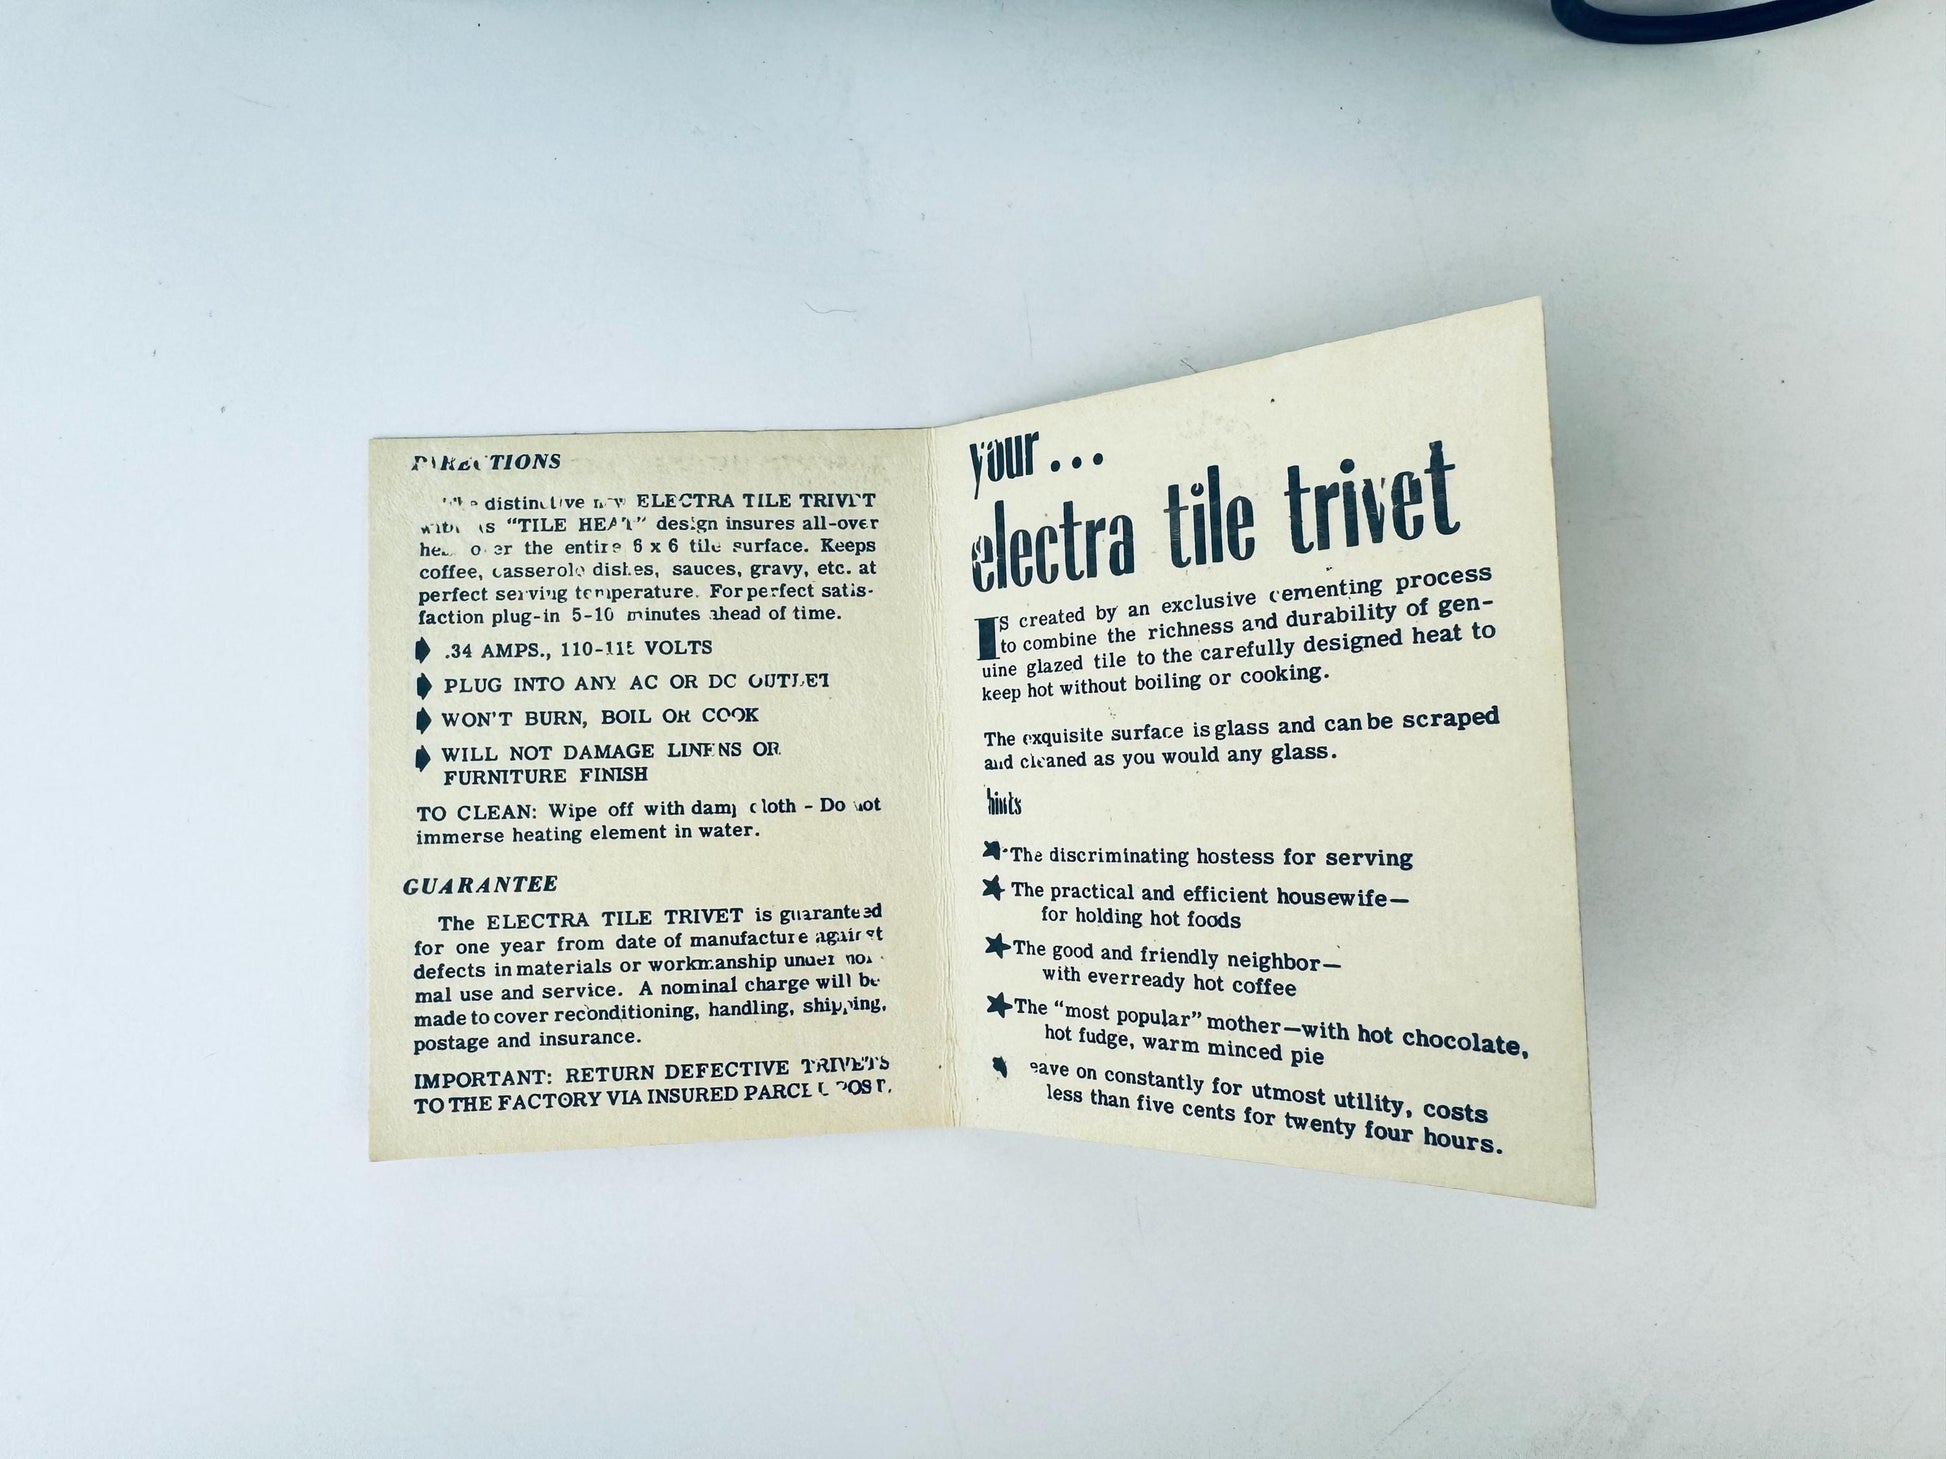 DIRECTIONS
The distinctive new ELECTRA TILE TRIVET
with its “TILE HEAT” design insures all-over
heat over the entire 6 x 6 tile surface. Keeps
coffee, casserole dishes, sauces, gravy, etc. at
perfect serving temperature. For perfect satis-
faction plug-in 5-10 minutes ahead of time.
.34 AMPS., 110-115 VOLTS
PLUG INTO ANY AC OR DC OUTLET
WON'T BURN, BOIL OR COOK
WILL NOT DAMAGE LINENS OR
FURNITURE FINISH
TO CLEAN: Wipe off with damp cloth - Do not
immerse heating element in water.
GUARANTEE
The ELECTRA TILE TRIVET is guaranteed
for one year from date of manufacture against
defects in materials or workmanship under nor-
mal use and service. A nominal charge will be
made to cover reconditioning, handling, shipping,
postage and insurance.
IMPORTANT: RETURN DEFECTIVE TRIVETS
TO THE FACTORY VIA INSURED PARCEL POST.
your...
electra tile trivet
IS created by an exclusive cementing process
to combine the richness and durability of gen-
uine glazed tile to the carefully designed heat to
keep hot without boiling or cooking.
The exquisite surface is glass and can be scraped
and cleaned as you would any glass.
hints
★ The discriminating hostess for serving
★ The practical and efficient housewife—
for holding hot foods
★ The good and friendly neighbor—
with everready hot coffee
★ The “most popular” mother—with hot chocolate,
hot fudge, warm minced pie
★ Leave on constantly for utmost utility, costs
less than five cents for twenty four hours.